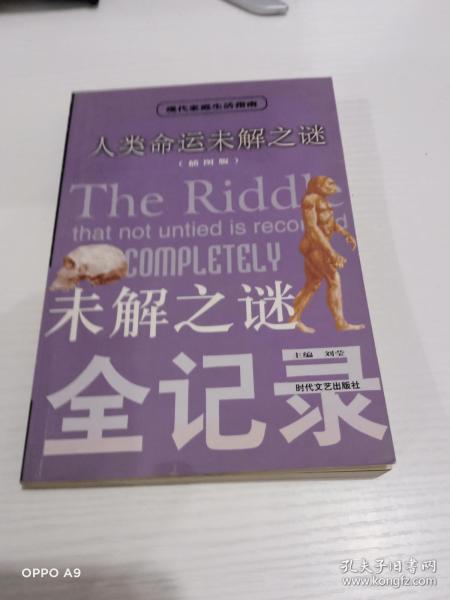 现代家庭生活指南
人类命运未解之谜
(插图版)
The Riddle
that not untied is recorded
COMPLETELY
未解之谜
主编 刘莹
时代文艺出版社
全记录
OPPO A9
孔夫子旧书网
www.kongfz.com